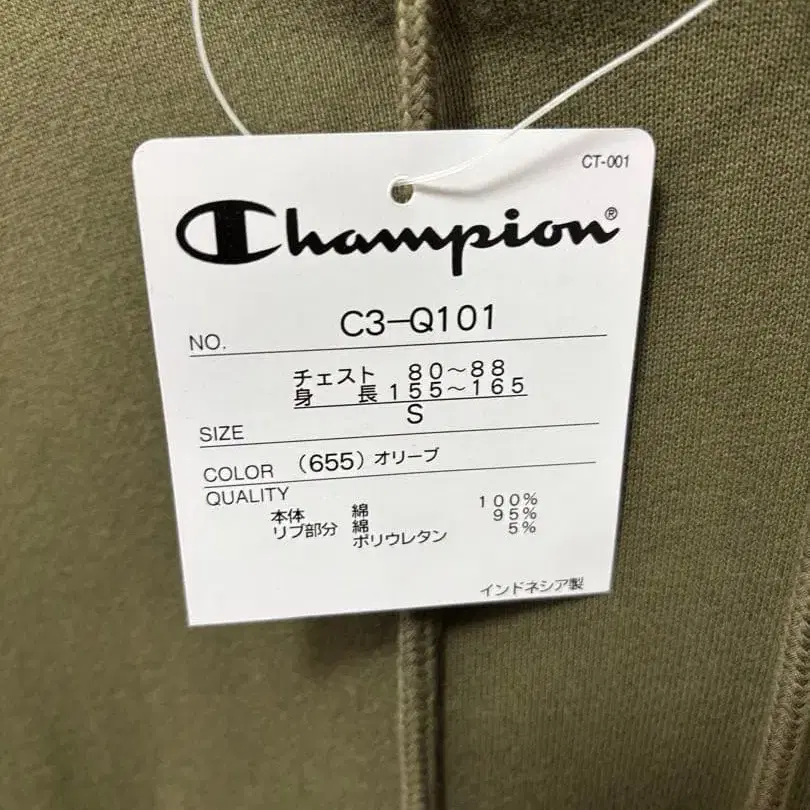 CT-001
Champion®
NO. C3-Q101
チェスト 80~88
身長 155~165
SIZE S
COLOR (655) オリーブ
QUALITY
本体 綿 100%
リブ部分 綿 95%
ポリウレタン 5%
インドネシア製